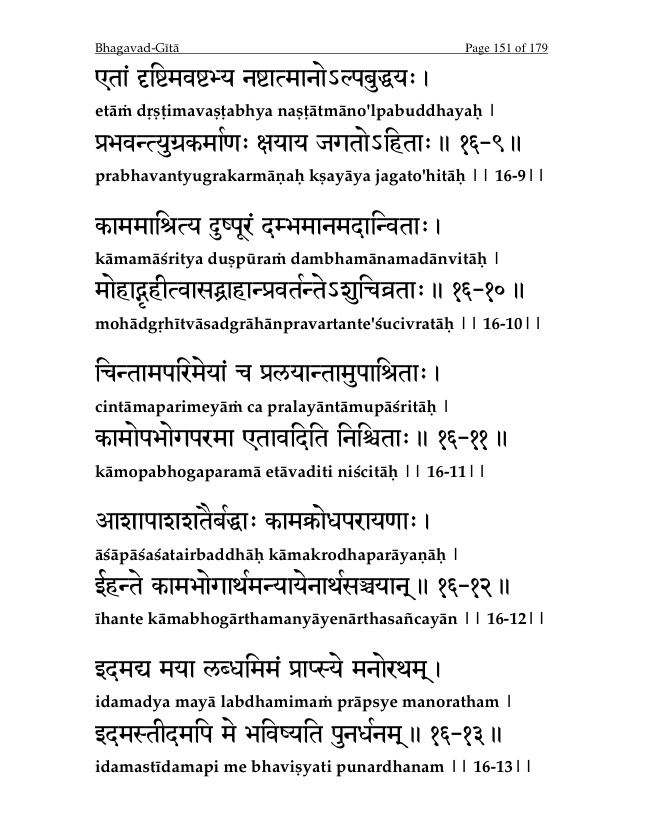 Bhagavad-Gītā Page 151 of 179
एतां दृष्टिमवष्टभ्य नष्टात्मानोऽल्पबुद्धयः ।
etāṁ dṛṣṭimavaṣṭabhya naṣṭātmāno'lpabuddhayaḥ |
प्रभवन्त्युग्रकर्माणः क्षयाय जगतोऽहिताः ॥ १६-९॥
prabhavantyugrakarmāṇaḥ kṣayāya jagato'hitāḥ || 16-9||
काममाश्रित्य दुष्पूरं दम्भमानमदान्विताः ।
kāmamāśritya duṣpūraṁ dambhamānamadānvitāḥ |
मोहाद्गृहीत्वासद्ग्राहान्प्रवर्तन्तेऽशुचिव्रताः ॥ १६-१०॥
mohādgṛhītvāsadgrāhānpravartante'śucivratāḥ || 16-10||
चिन्तामपरिमेयां च प्रलयान्तामुपाश्रिताः ।
cintāmaparimeyāṁ ca pralayāntāmupāśritāḥ |
कामोपभोगपरमा एतावदिति निश्चिताः ॥ १६-११॥
kāmopabhogaparamā etāvaditi niścitāḥ || 16-11||
आशापाशशतैर्बद्धाः कामक्रोधपरायणाः ।
āśāpāśaśatairbaddhāḥ kāmakrodhaparāyaṇāḥ |
ईहन्ते कामभोगार्थमन्यायेनार्थसञ्चयान् ॥ १६-१२॥
īhante kāmabhogārthamanyāyenārthasañcayān || 16-12||
इदमद्य मया लब्धमिमं प्राप्स्ये मनोरथम् ।
idamadya mayā labdhamimaṁ prāpsye manoratham |
इदमस्तीदमपि मे भविष्यति पुनर्धनम् ॥ १६-१३॥
idamastīdamapi me bhaviṣyati punardhanam || 16-13||